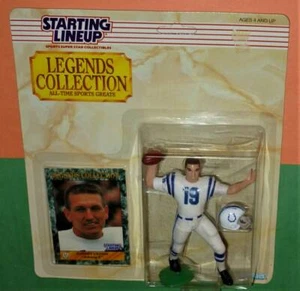 STARTING
LINEUP
SPORTS SUPER STAR COLLECTIBLES
AGES 4 AND UP
LEGENDS
COLLECTION
ALL-TIME SPORTS GREATS
19